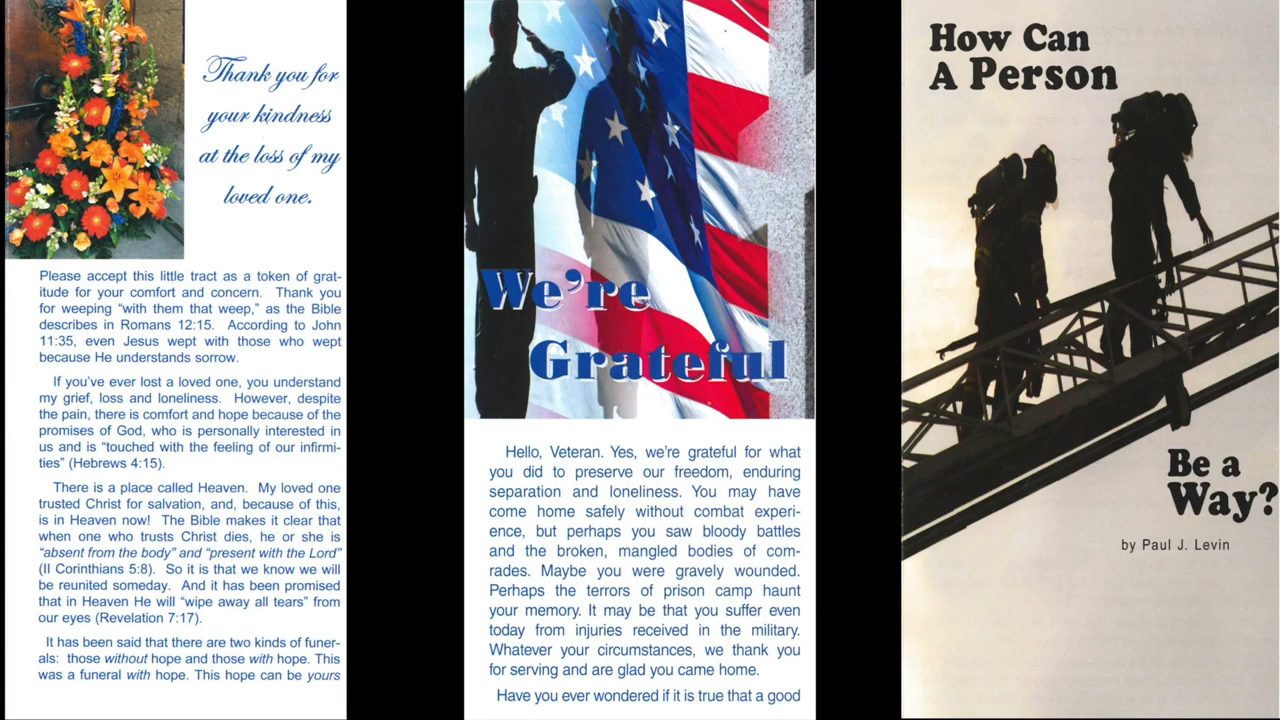 Thank you for
your kindness
at the loss of my
loved one.
Please accept this little tract as a token of grat-
itude for your comfort and concern. Thank you
for weeping “with them that weep,” as the Bible
describes in Romans 12:15. According to John
11:35, even Jesus wept with those who wept
because He understands sorrow.
If you’ve ever lost a loved one, you understand
my grief, loss and loneliness. However, despite
the pain, there is comfort and hope because of the
promises of God, who is personally interested in
us and is “touched with the feeling of our infirmi-
ties” (Hebrews 4:15).
There is a place called Heaven. My loved one
trusted Christ for salvation, and, because of this,
is in Heaven now! The Bible makes it clear that
when one who trusts Christ dies, he or she is
“absent from the body” and “present with the Lord”
(II Corinthians 5:8). So it is that we know we will
be reunited someday. And it has been promised
that in Heaven He will “wipe away all tears” from
our eyes (Revelation 7:17).
It has been said that there are two kinds of funer-
als: those without hope and those with hope. This
was a funeral with hope. This hope can be yours
We’re
Grateful
Hello, Veteran. Yes, we’re grateful for what
you did to preserve our freedom, enduring
separation and loneliness. You may have
come home safely without combat experi-
ence, but perhaps you saw bloody battles
and the broken, mangled bodies of com-
rades. Maybe you were gravely wounded.
Perhaps the terrors of prison camp haunt
your memory. It may be that you suffer even
today from injuries received in the military.
Whatever your circumstances, we thank you
for serving and are glad you came home.
Have you ever wondered if it is true that a good
How Can
A Person
Be a
Way?
by Paul J. Levin